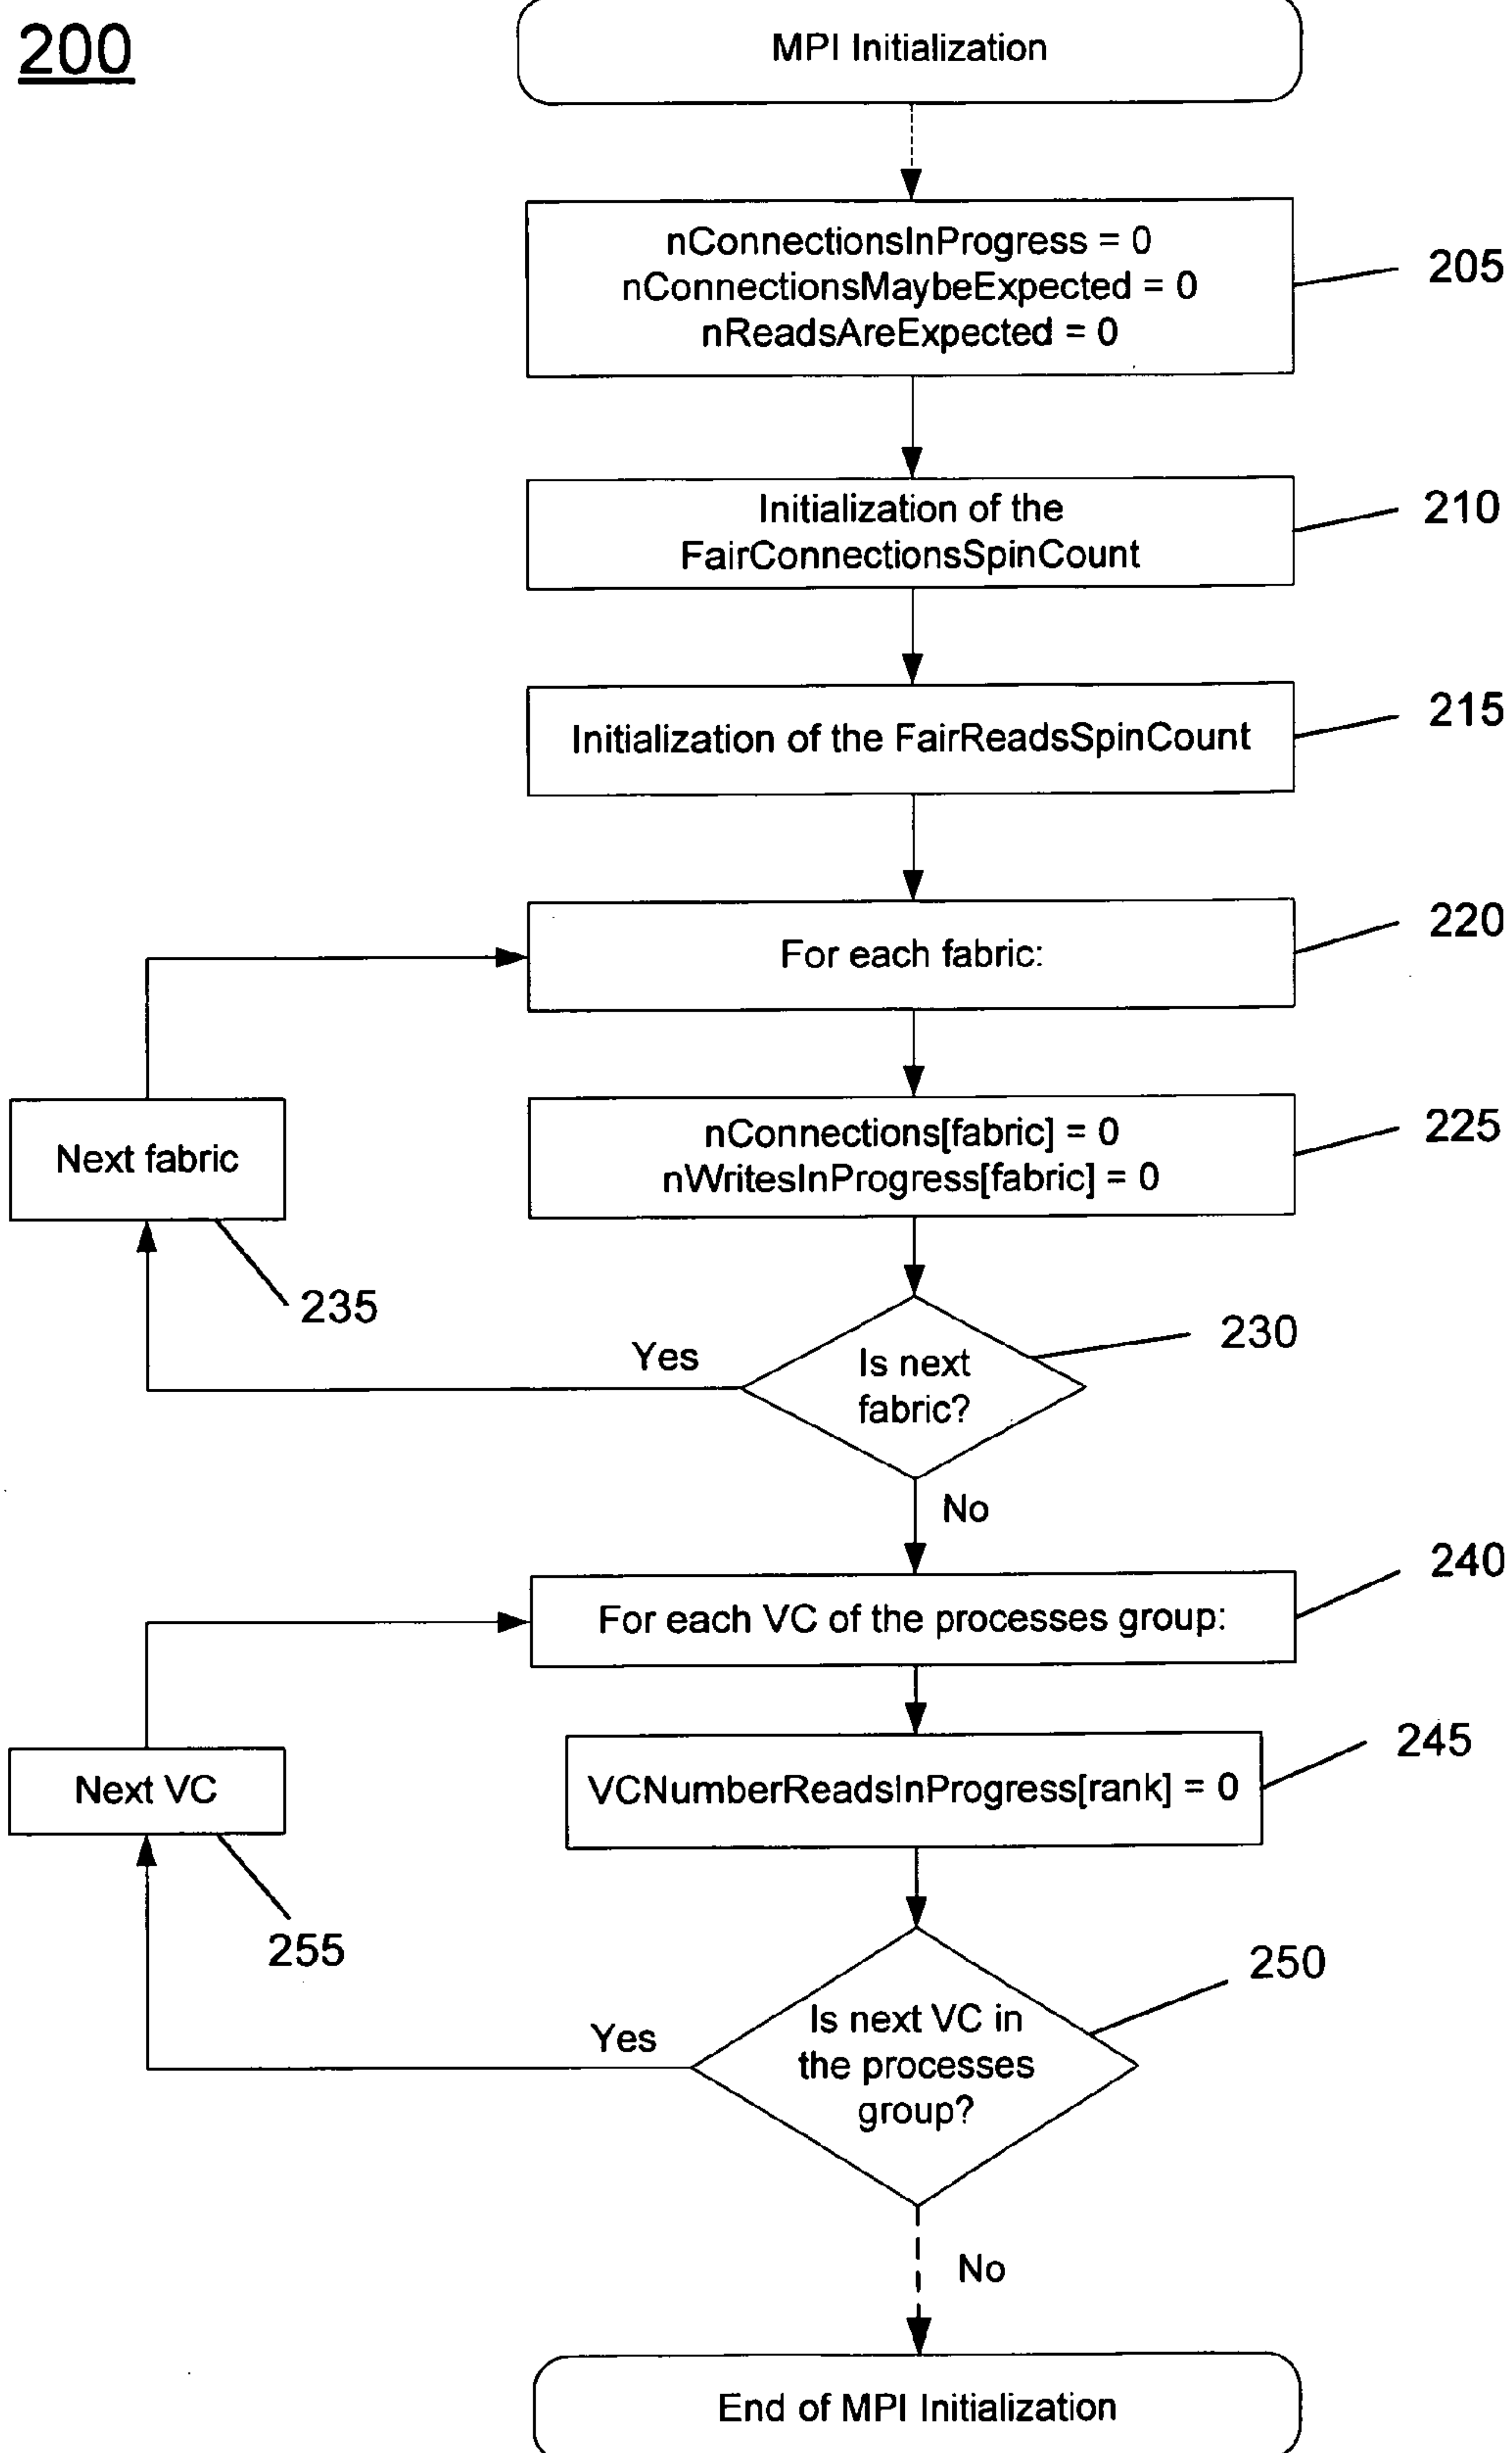 200
MPI Initialization
nConnectionsInProgress = 0
nConnectionsMaybeExpected = 0
nReadsAreExpected = 0
205
Initialization of the
FairConnectionsSpinCount
210
Initialization of the FairReadsSpinCount
215
For each fabric:
220
nConnections[fabric] = 0
nWritesInProgress[fabric] = 0
225
Next fabric
235
Is next
fabric?
230
Yes
No
For each VC of the processes group:
240
VCNumberReadsInProgress[rank] = 0
245
Next VC
255
Is next VC in
the processes
group?
250
Yes
No
End of MPI Initialization